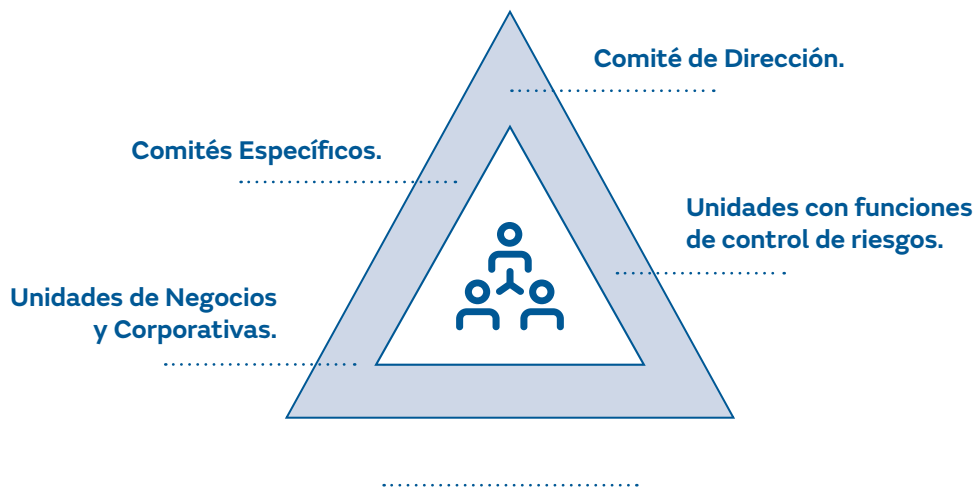 Comité de Dirección.
Comités Específicos.
Unidades con funciones
de control de riesgos.
Unidades de Negocios
y Corporativas.